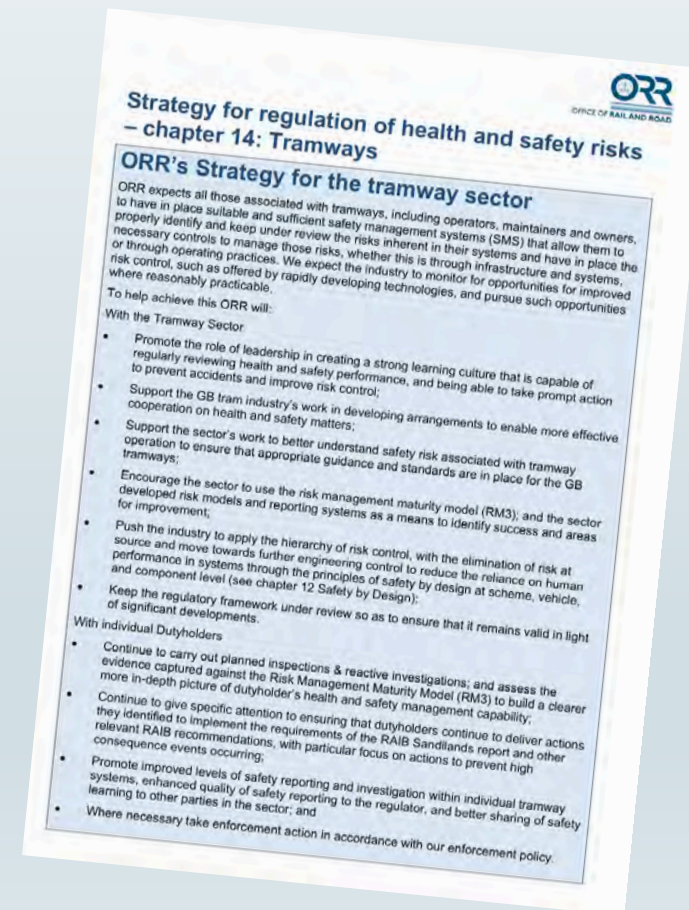 ORR
OFFICE OF RAIL AND ROAD
Strategy for regulation of health and safety risks
– chapter 14: Tramways
ORR's Strategy for the tramway sector
ORR expects all those associated with tramways, including operators, maintainers and owners,
to have in place suitable and sufficient safety management systems (SMS) that allow them to
properly identify and keep under review the risks inherent in their systems and have in place the
necessary controls to manage those risks, whether this is through infrastructure and systems,
or through operating practices. We expect the industry to monitor for opportunities for improved
risk control, such as offered by rapidly developing technologies, and pursue such opportunities
where reasonably practicable.
To help achieve this ORR will:
With the Tramway Sector
• Promote the role of leadership in creating a strong learning culture that is capable of
regularly reviewing health and safety performance, and being able to take prompt action
to prevent accidents and improve risk control;
• Support the GB tram industry's work in developing arrangements to enable more effective
cooperation on health and safety matters;
• Support the sector's work to better understand safety risk associated with tramway
operation to ensure that appropriate guidance and standards are in place for the GB
tramways;
• Encourage the sector to use the risk management maturity model (RM3); and the sector
developed risk models and reporting systems as a means to identify success and areas
for improvement;
• Push the industry to apply the hierarchy of risk control, with the elimination of risk at
source and move towards further engineering control to reduce the reliance on human
performance in systems through the principles of safety by design at scheme, vehicle,
and component level (see chapter 12 Safety by Design);
• Keep the regulatory framework under review so as to ensure that it remains valid in light
of significant developments.
With individual Dutyholders
• Continue to carry out planned inspections & reactive investigations; and assess the
evidence captured against the Risk Management Maturity Model (RM3) to build a clearer
more in-depth picture of dutyholder's health and safety management capability;
• Continue to give specific attention to ensuring that dutyholders continue to deliver actions
they identified to implement the requirements of the RAIB Sandilands report and other
relevant RAIB recommendations, with particular focus on actions to prevent high
consequence events occurring;
• Promote improved levels of safety reporting and investigation within individual tramway
systems, enhanced quality of safety reporting to the regulator, and better sharing of safety
learning to other parties in the sector; and
• Where necessary take enforcement action in accordance with our enforcement policy.